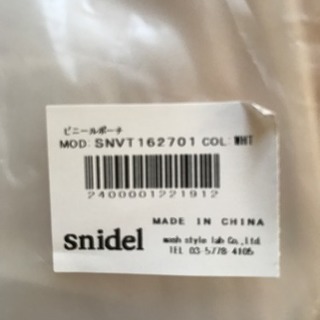 ビニールポーチ
MOD: SNVT162701 COL: WHT
2400001221912
MADE IN CHINA
snidel
mash style lab Co., Ltd.
TEL 03-5778-4105